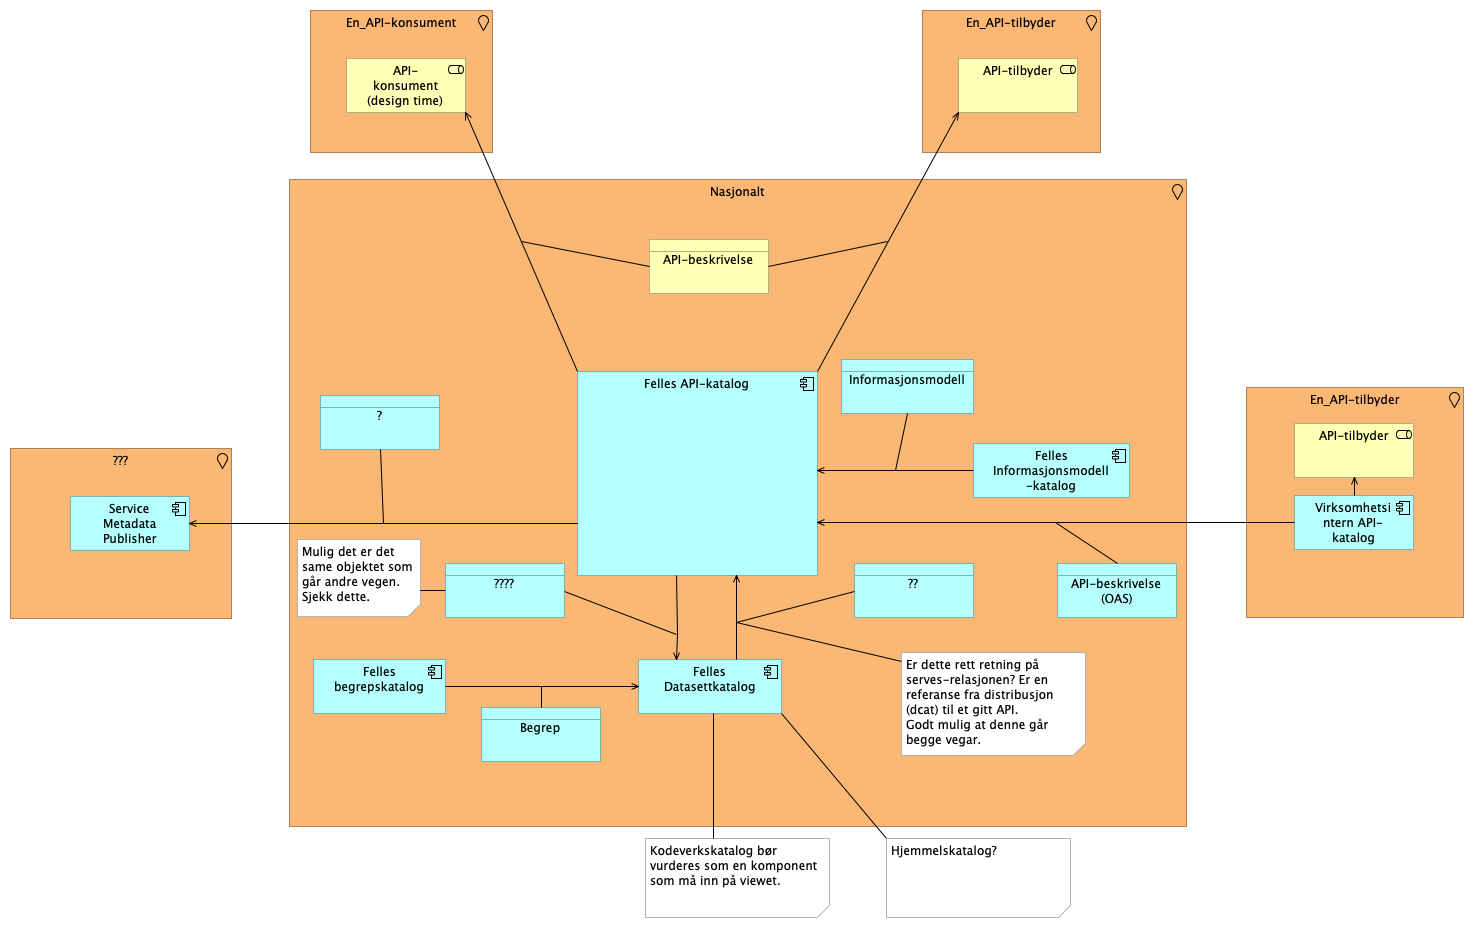 En_API-konsument
API-
konsument
(design time)
En_API-tilbyder
API-tilbyder
Nasjonalt
API-beskrivelse
Felles API-katalog
Informasjonsmodell
?
Felles
Informasjonsmodell
-katalog
En_API-tilbyder
API-tilbyder
Virksomhetsi
ntern API-
katalog
???
Service
Metadata
Publisher
Mulig det er det
same objektet som
går andre vegen.
Sjekk dette.
????
??
API-beskrivelse
(OAS)
Felles
begrepskatalog
Felles
Datasettkatalog
Begrep
Er dette rett retning på
serves-relasjonen? Er en
referanse fra distribusjon
(dcat) til et gitt API.
Godt mulig at denne går
begge vegar.
Kodeverkskatalog bør
vurderes som en komponent
som må inn på viewet.
Hjemmelskatalog?